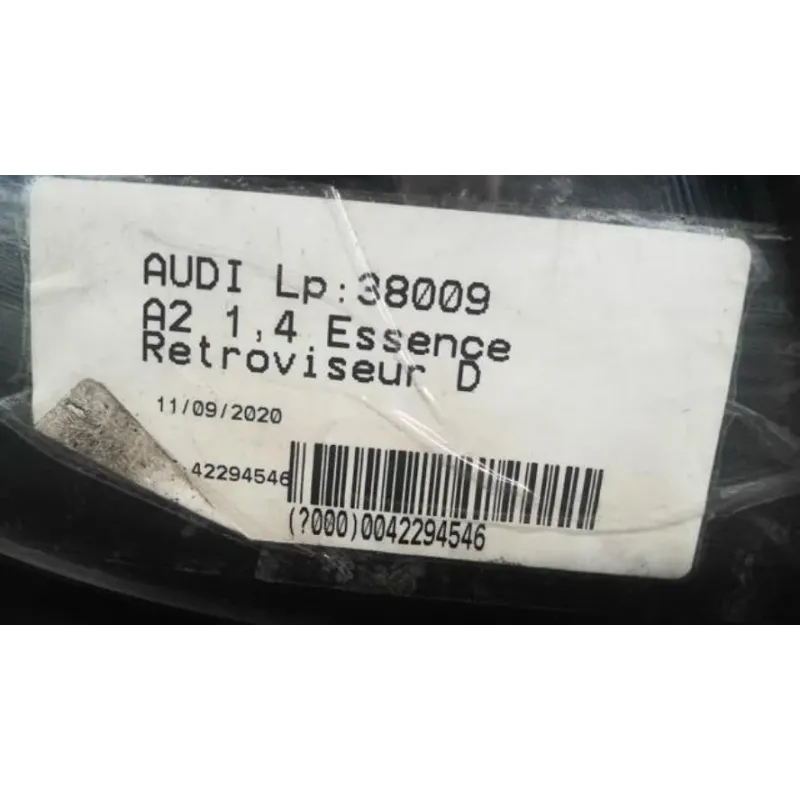 AUDI Lp:38009
A2 1,4 Essence
Retroviseur D
11/09/2020
42294546
(?000)0042294546